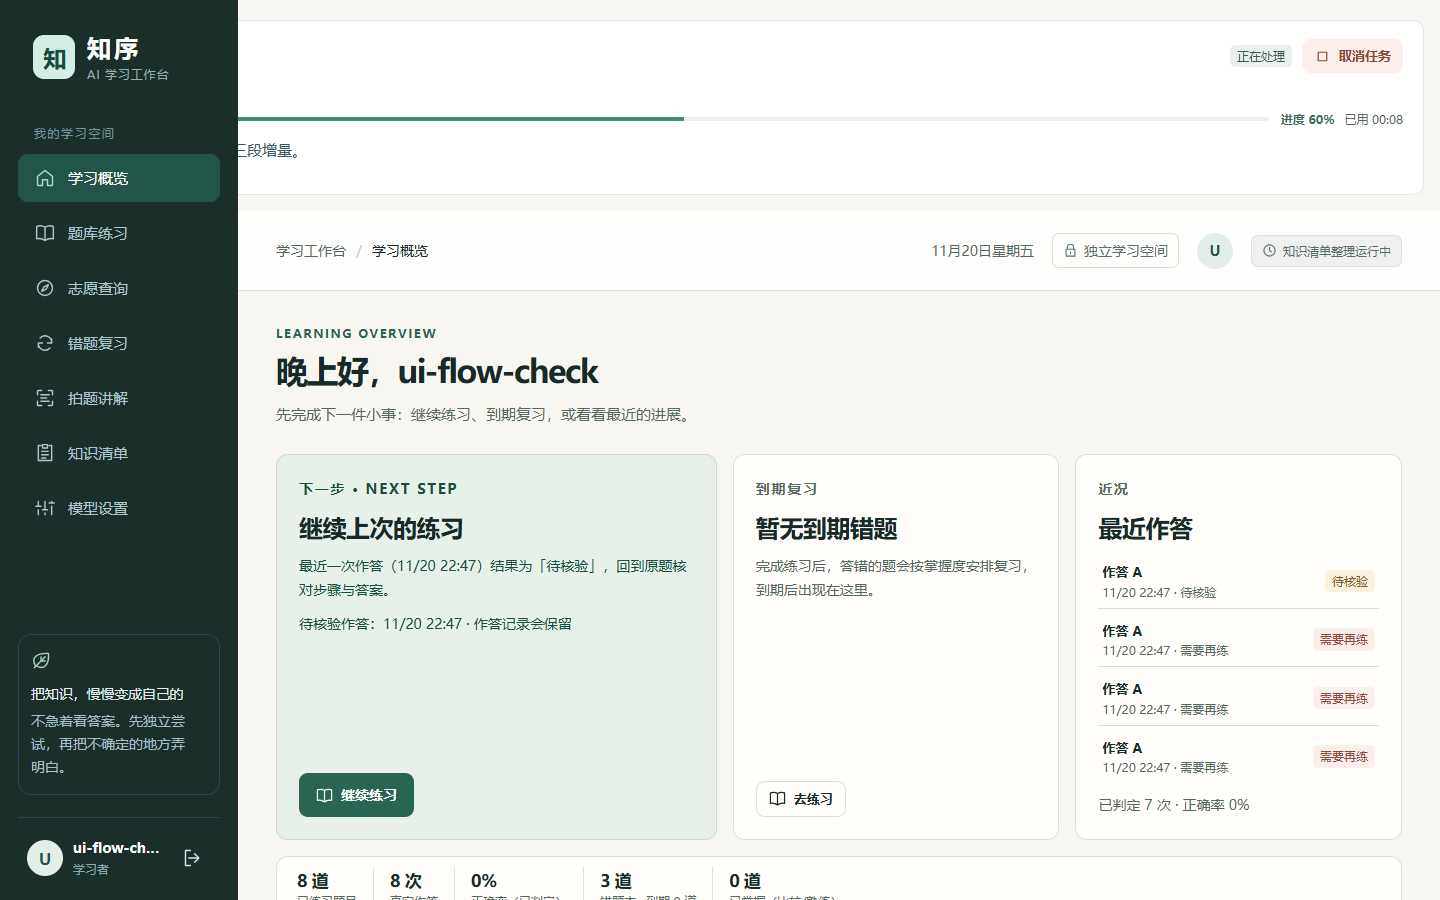 知
知序
AI 学习工作台
我的学习空间
学习概览
题库练习
志愿查询
错题复习
拍题讲解
知识清单
模型设置
把知识，慢慢变成自己的
不急着看答案。先独立尝
试，再把不确定的地方弄
明白。
U
ui-flow-ch...
学习者
正在处理
取消任务
进度 60% 已用 00:08
三段增量。
学习工作台 / 学习概览
11月20日星期五
独立学习空间
U
知识清单整理运行中
LEARNING OVERVIEW
晚上好，ui-flow-check
先完成下一件小事：继续练习、到期复习，或看看最近的进展。
下一步 • NEXT STEP
继续上次的练习
最近一次作答（11/20 22:47）结果为「待核验」，回到原题核
对步骤与答案。
待核验作答：11/20 22:47 · 作答记录会保留
继续练习
到期复习
暂无到期错题
完成练习后，答错的题会按掌握度安排复习，
到期后出现在这里。
去练习
近况
最近作答
作答 A
11/20 22:47 · 待核验
待核验
作答 A
11/20 22:47 · 需要再练
需要再练
作答 A
11/20 22:47 · 需要再练
需要再练
作答 A
11/20 22:47 · 需要再练
需要再练
已判定 7 次 · 正确率 0%
8 道
8 次
0%
3 道
0 道